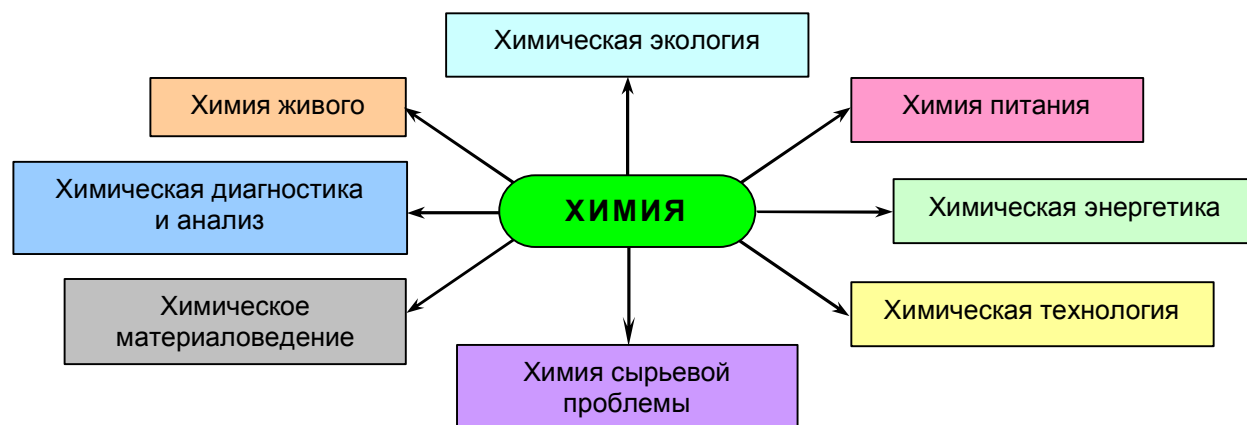 Химическая экология
Химия живого
Химия питания
Химическая диагностика
и анализ
ХИМИЯ
Химическая энергетика
Химическое
материаловедение
Химическая технология
Химия сырьевой
проблемы